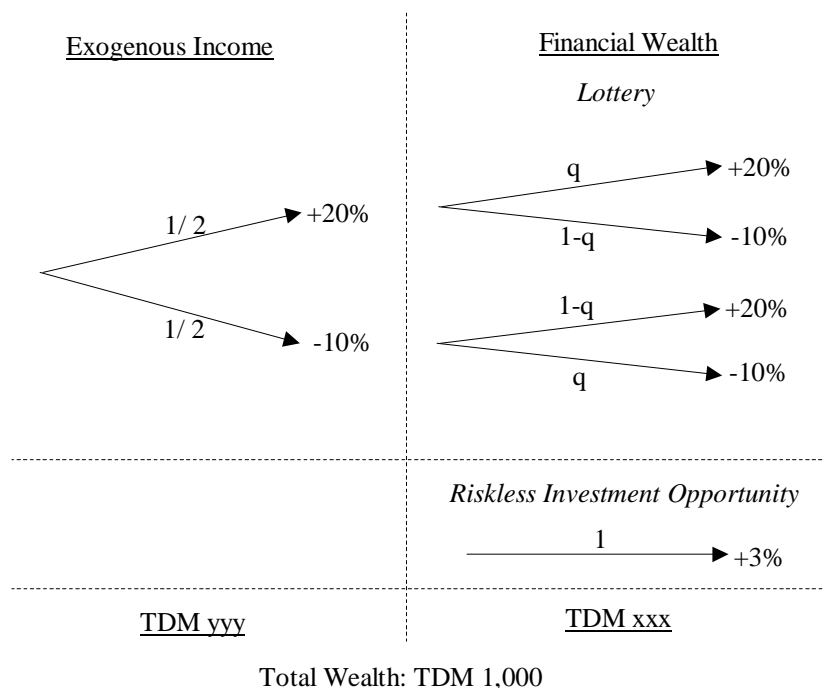 Exogenous Income
1/ 2
+20%
1/ 2
-10%
Financial Wealth
Lottery
q
+20%
1-q
-10%
1-q
+20%
q
-10%
Riskless Investment Opportunity
1
+3%
TDM yyy
TDM xxx
Total Wealth: TDM 1,000